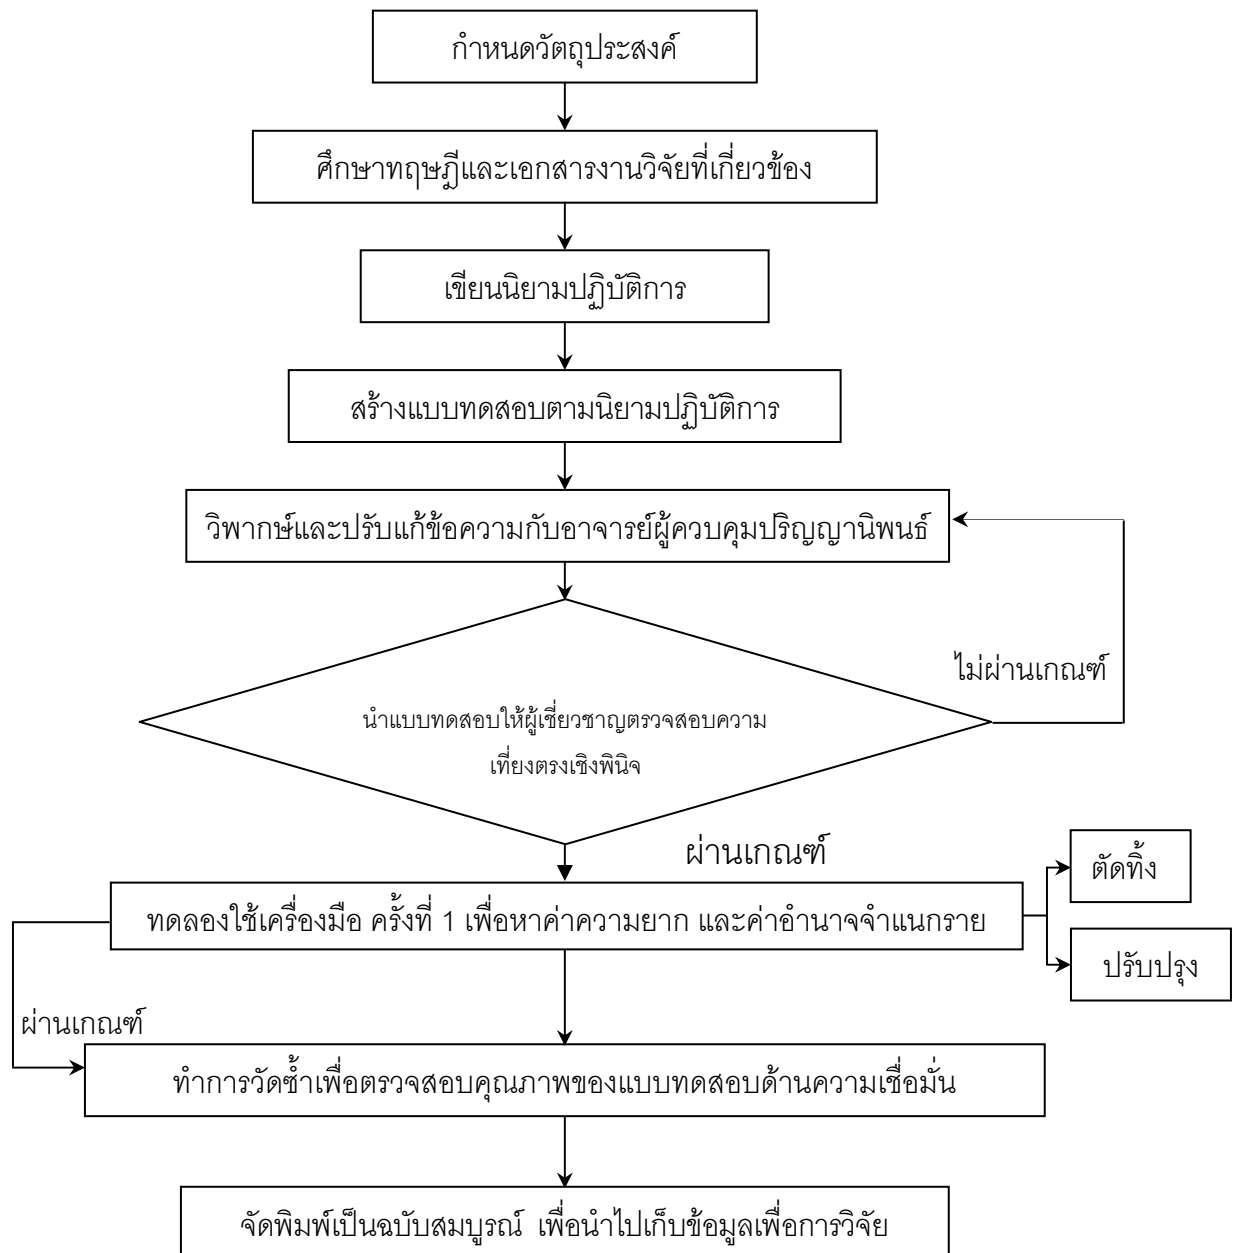 กำหนดวัตถุประสงค์
ศึกษาทฤษฎีและเอกสารงานวิจัยที่เกี่ยวข้อง
เขียนนิยามปฏิบัติการ
สร้างแบบทดสอบตามนิยามปฏิบัติการ
วิพากษ์และปรับแก้ข้อความกับอาจารย์ผู้ควบคุมปริญญานิพนธ์
ไม่ผ่านเกณฑ์
นำแบบทดสอบให้ผู้เชี่ยวชาญตรวจสอบความ
เที่ยงตรงเชิงพินิจ
ผ่านเกณฑ์
ตัดทิ้ง
ทดลองใช้เครื่องมือ ครั้งที่ 1 เพื่อหาค่าความยาก และค่าอำนาจจำแนกราย
ปรับปรุง
ผ่านเกณฑ์
ทำการวัดซ้ำเพื่อตรวจสอบคุณภาพของแบบทดสอบด้านความเชื่อมั่น
จัดพิมพ์เป็นฉบับสมบูรณ์ เพื่อนำไปเก็บข้อมูลเพื่อการวิจัย